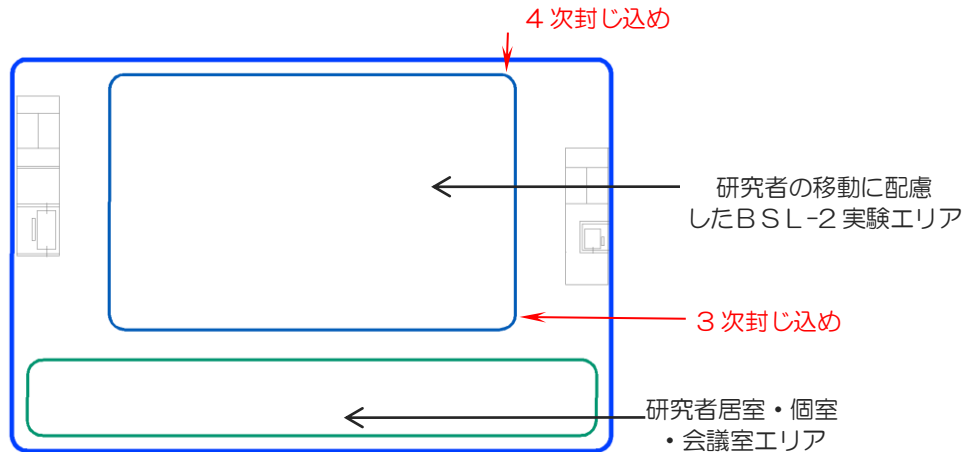 ４次封じ込め
研究者の移動に配慮
したＢＳＬ-２実験エリア
３次封じ込め
研究者居室・個室
・会議室エリア